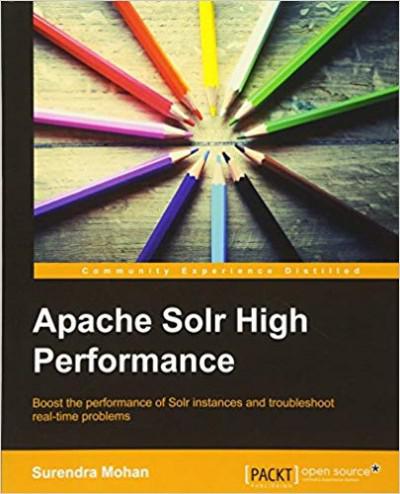 Community Experience Distilled
Apache Solr High
Performance
Boost the performance of Solr instances and troubleshoot
real-time problems
Surendra Mohan
[PACKT] open source*
PUBLISHING